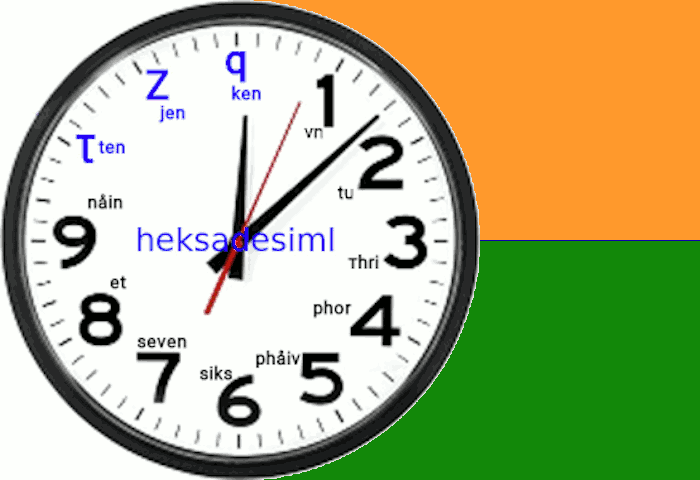 q
ken
Z
jen
1
vn
τ
ten
2
tu
nåin
9
heksadesiml
3
тhri
et
8
phor
4
seven
7
siks
6
phåiv
5